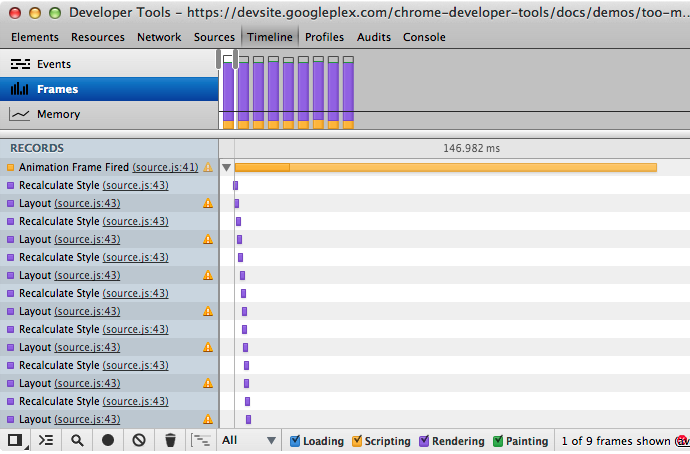 Developer Tools - https://devsite.googleplex.com/chrome-developer-tools/docs/demos/too-m...
Elements Resources Network Sources Timeline Profiles Audits Console
Events
Frames
Memory
RECORDS 146.982 ms
Animation Frame Fired (source.js:41)
Recalculate Style (source.js:43)
Layout (source.js:43)
Recalculate Style (source.js:43)
Layout (source.js:43)
Recalculate Style (source.js:43)
Layout (source.js:43)
Recalculate Style (source.js:43)
Layout (source.js:43)
Recalculate Style (source.js:43)
Layout (source.js:43)
Recalculate Style (source.js:43)
Layout (source.js:43)
Recalculate Style (source.js:43)
Layout (source.js:43)
All Loading Scripting Rendering Painting 1 of 9 frames shown